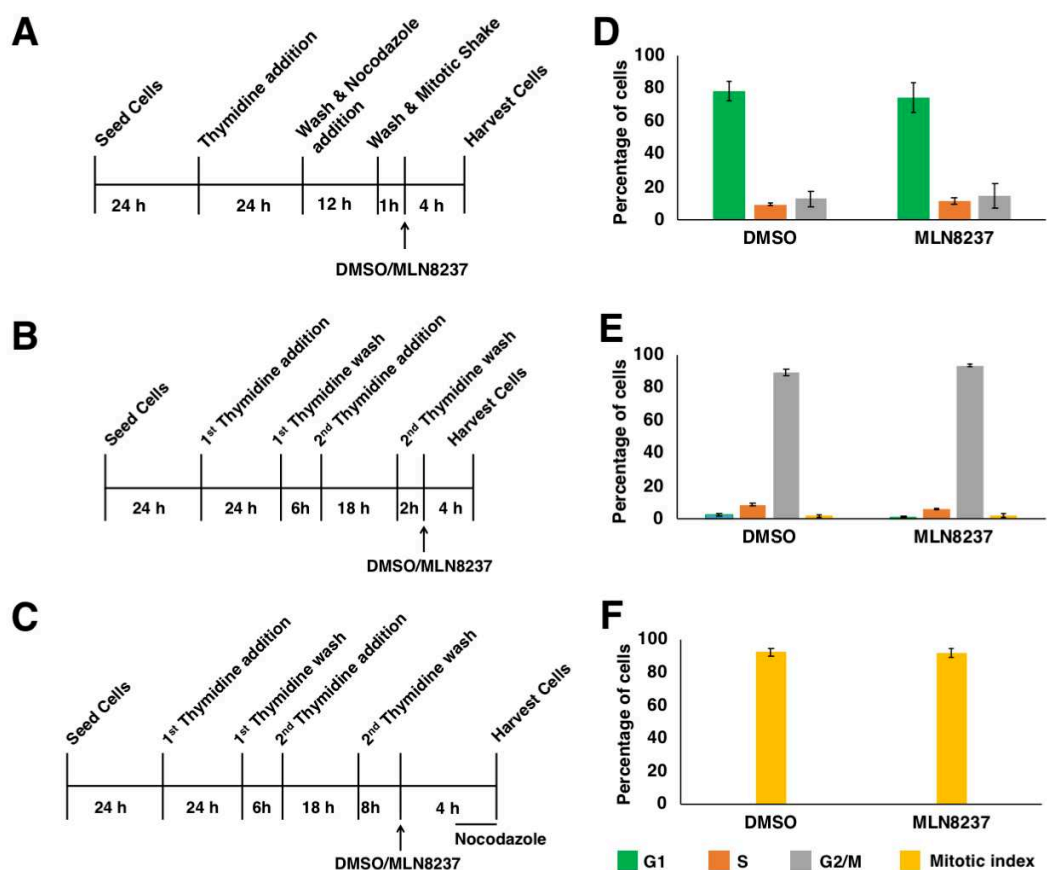 A
Seed Cells
Thymidine addition
Wash & Nocodazole
addition
Wash & Mitotic Shake
Harvest Cells
24 h
24 h
12 h
1h
4 h
DMSO/MLN8237
B
Seed Cells
1st Thymidine addition
1st Thymidine wash
2nd Thymidine addition
2nd Thymidine wash
Harvest Cells
24 h
24 h
6h
18 h
2h
4 h
DMSO/MLN8237
C
Seed Cells
1st Thymidine addition
1st Thymidine wash
2nd Thymidine addition
2nd Thymidine wash
Harvest Cells
24 h
24 h
6h
18 h
8h
4 h
Nocodazole
DMSO/MLN8237
D
Percentage of cells
100
80
60
40
20
0
DMSO
MLN8237
E
Percentage of cells
100
80
60
40
20
0
DMSO
MLN8237
F
Percentage of cells
100
80
60
40
20
0
DMSO
MLN8237
G1
S
G2/M
Mitotic index